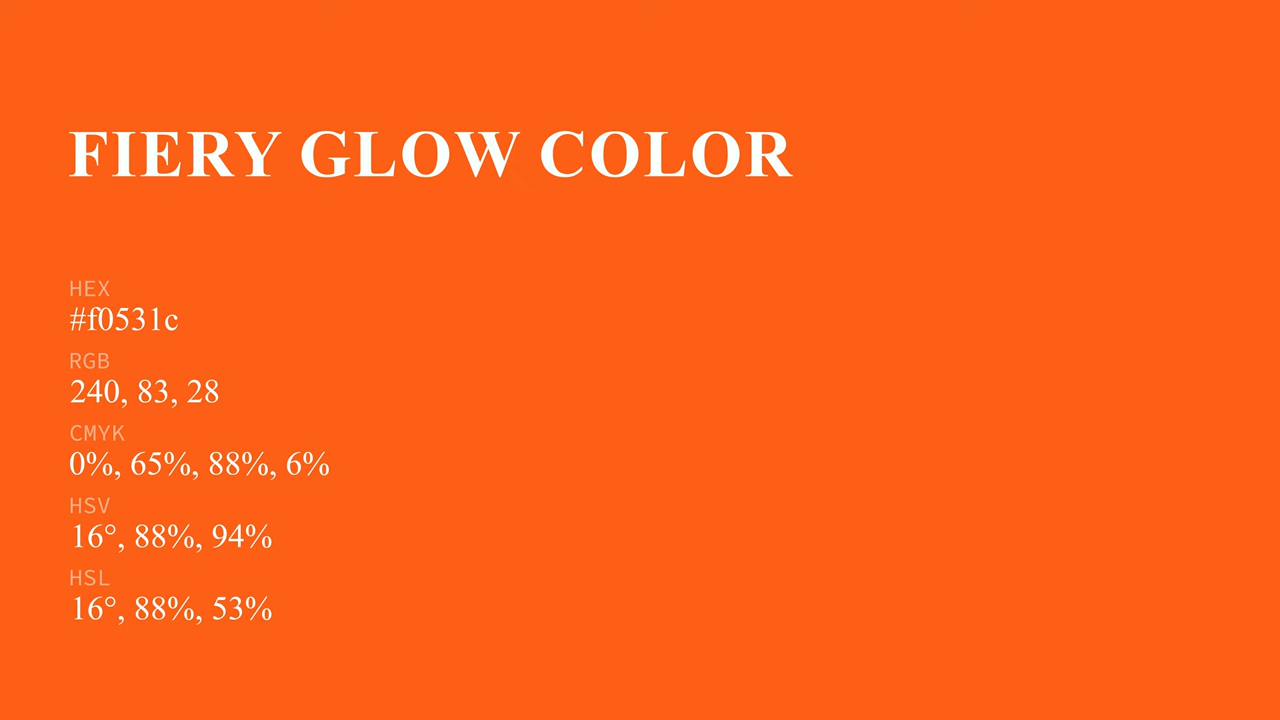 FIERY GLOW COLOR
HEX
#f0531c
RGB
240, 83, 28
CMYK
0%, 65%, 88%, 6%
HSV
16°, 88%, 94%
HSL
16°, 88%, 53%